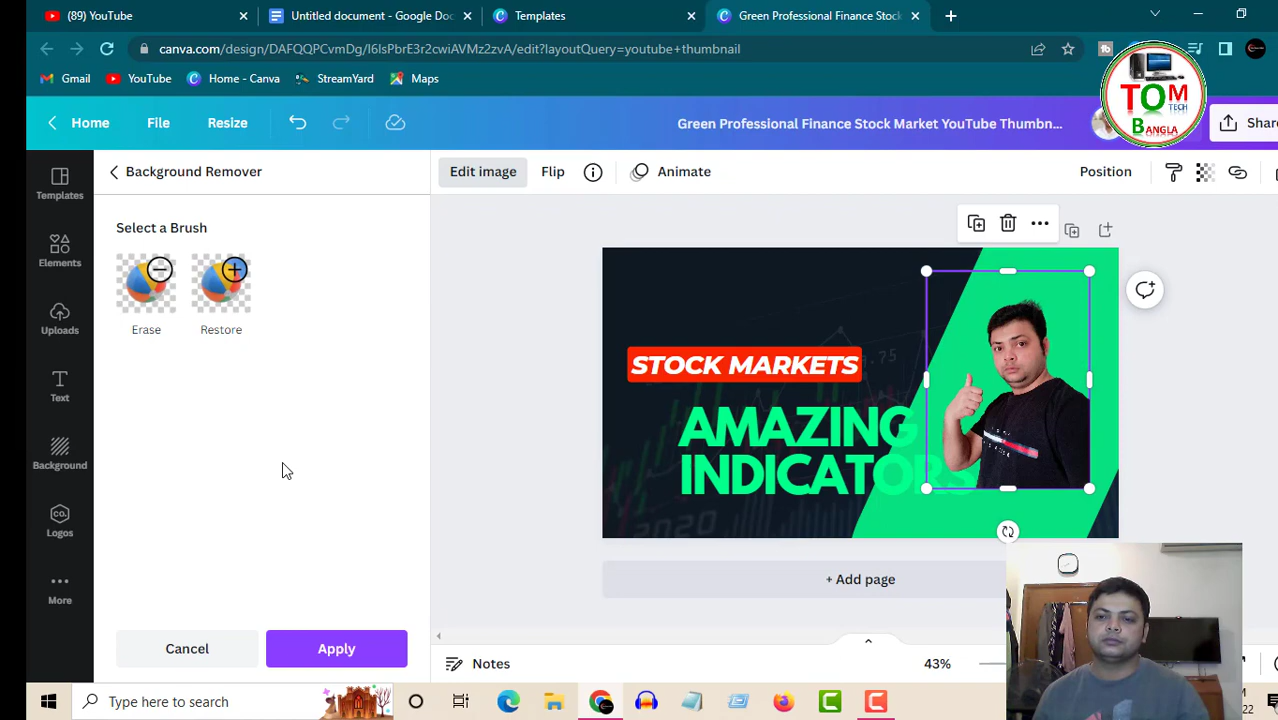 (89) YouTube
Untitled document - Google Doc
Templates
Green Professional Finance Stock
canva.com/design/DAFQQPCvmDg/I6lsPbrE3r2cwiAVMz2zvA/edit?layoutQuery=youtube+thumbnail
Gmail
YouTube
Home - Canva
StreamYard
Maps
TOM
TECH
BANGLA
Home
File
Resize
Green Professional Finance Stock Market YouTube Thumbn...
Share
Templates
Elements
Uploads
Text
Background
CO.
Logos
More
Background Remover
Select a Brush
Erase
Restore
Cancel
Apply
Edit image
Flip
Animate
Position
STOCK MARKETS
AMAZING
INDICATORS
2020
+ Add page
Notes
43%
Type here to search